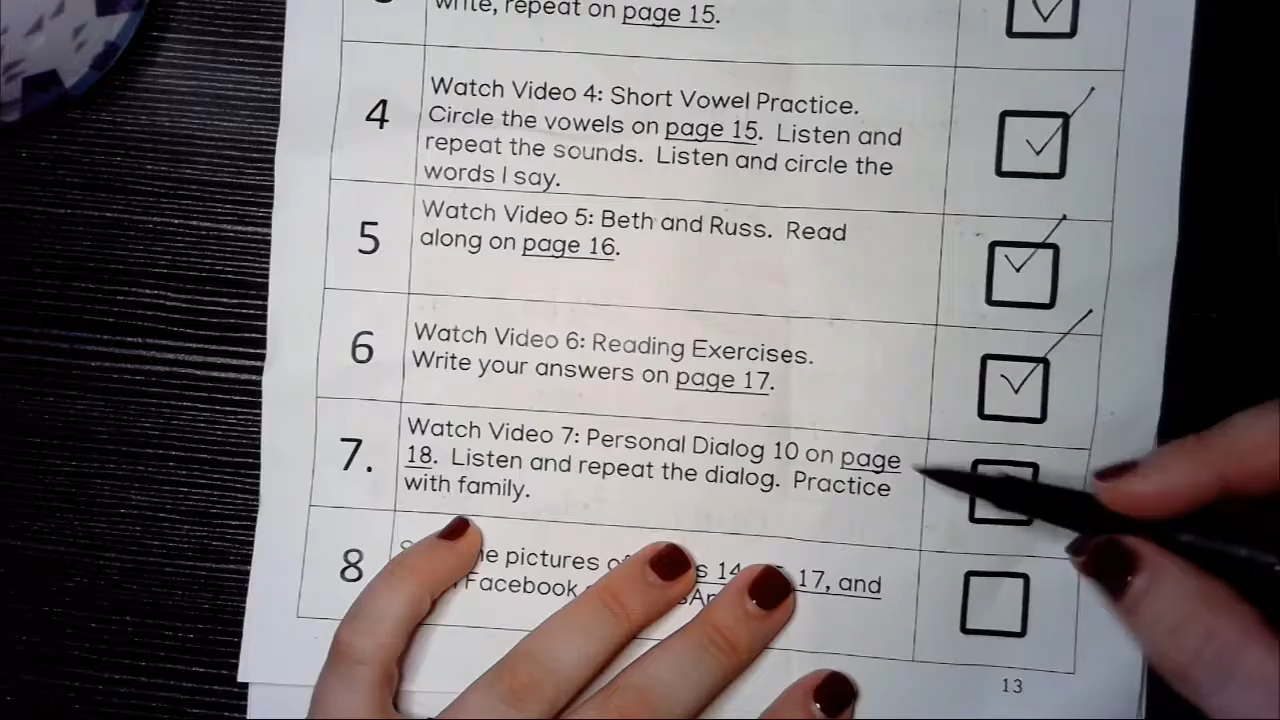 write, repeat on page 15.
4
Watch Video 4: Short Vowel Practice.
Circle the vowels on page 15. Listen and
repeat the sounds. Listen and circle the
words I say.
5
Watch Video 5: Beth and Russ. Read
along on page 16.
6
Watch Video 6: Reading Exercises.
Write your answers on page 17.
7.
Watch Video 7: Personal Dialog 10 on page
18. Listen and repeat the dialog. Practice
with family.
8
pictures 14, 17, and
Facebook
13